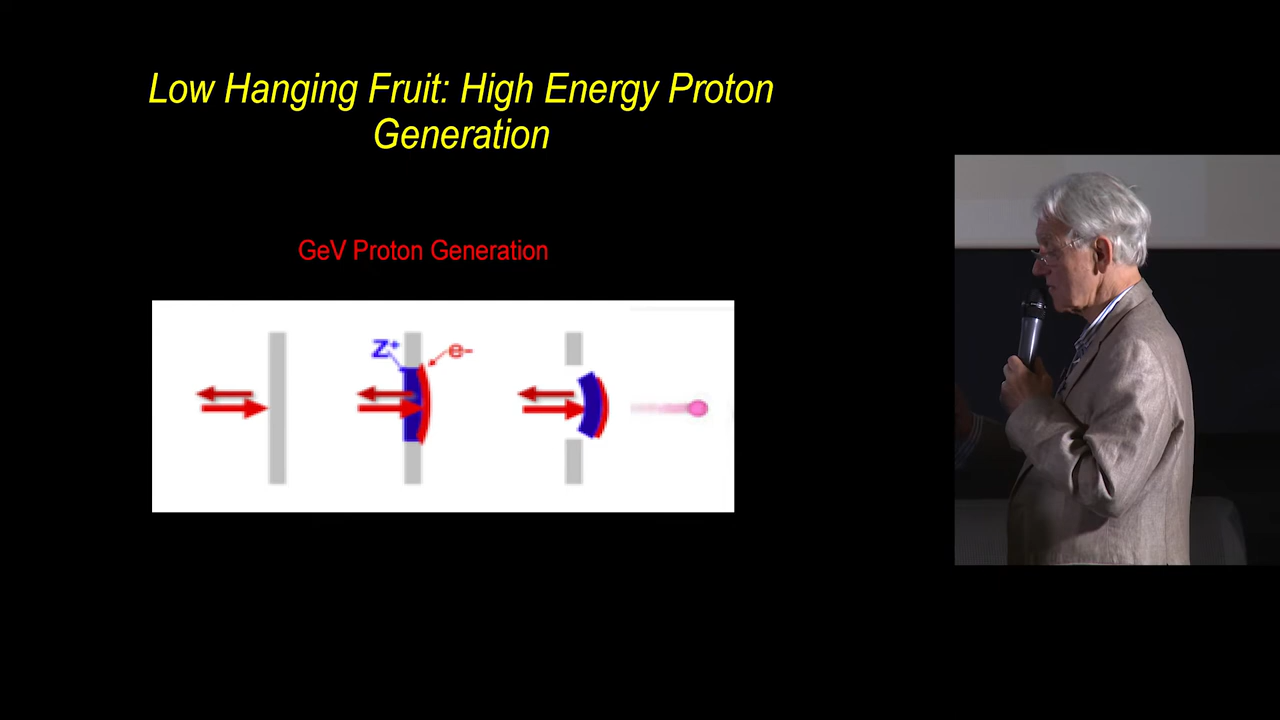 Low Hanging Fruit: High Energy Proton
Generation
GeV Proton Generation
Z+ e-